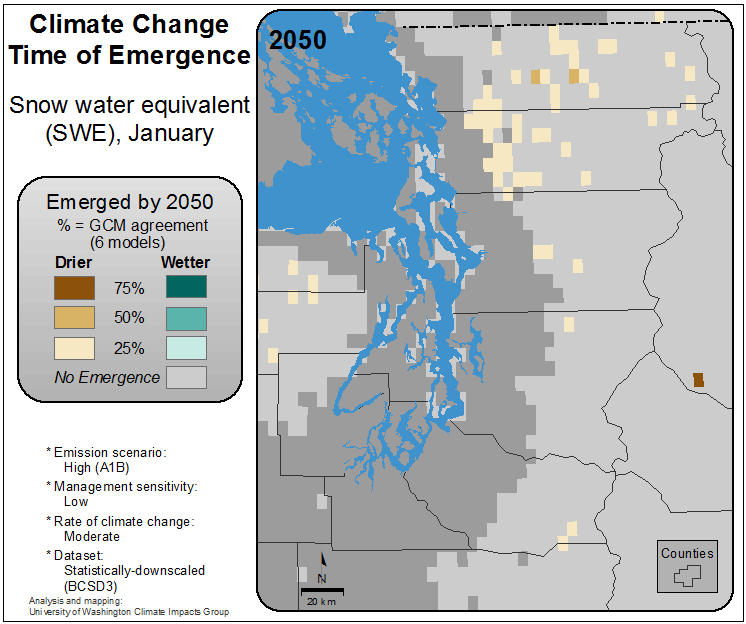 Climate Change
Time of Emergence
Snow water equivalent
(SWE), January
Emerged by 2050
% = GCM agreement
(6 models)
Drier Wetter
75%
50%
25%
No Emergence
* Emission scenario:
High (A1B)
* Management sensitivity:
Low
* Rate of climate change:
Moderate
* Dataset:
Statistically-downscaled
(BCSD3)
Analysis and mapping:
University of Washington Climate Impacts Group
2050
N
20 km
Counties